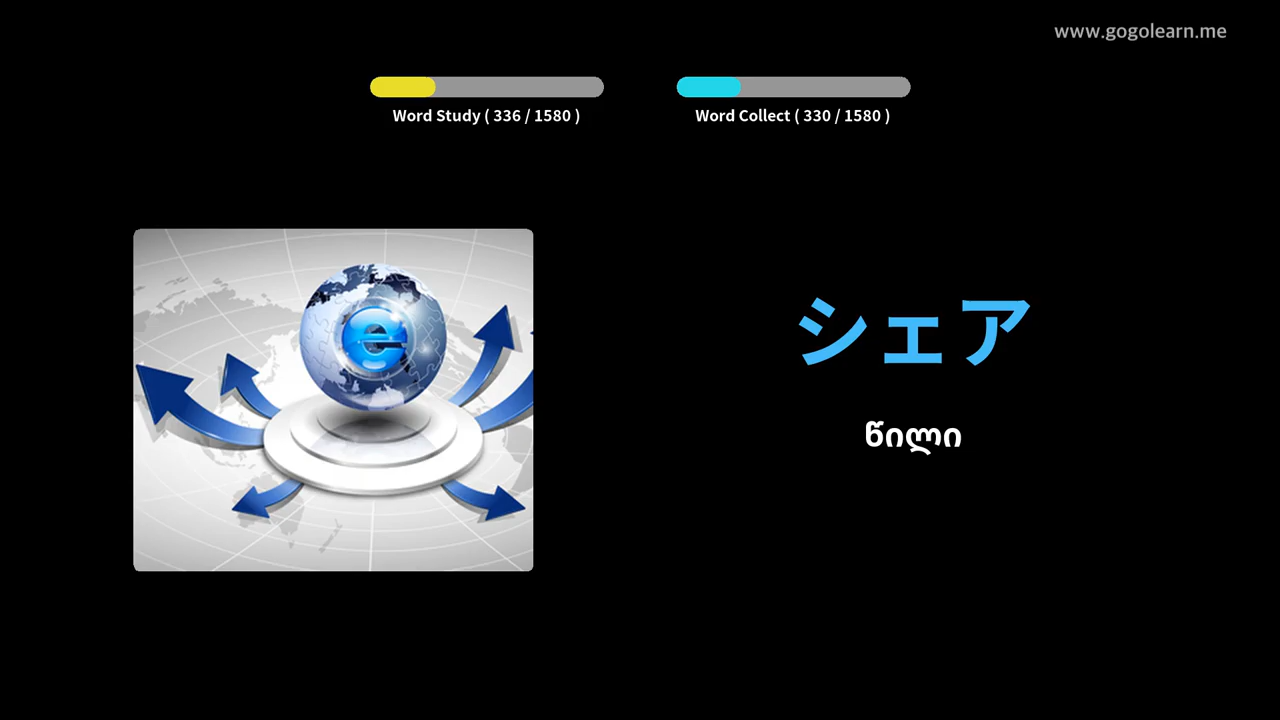 www.gogolearn.me
Word Study ( 336 / 1580 )
Word Collect ( 330 / 1580 )
e
シェア
წილი